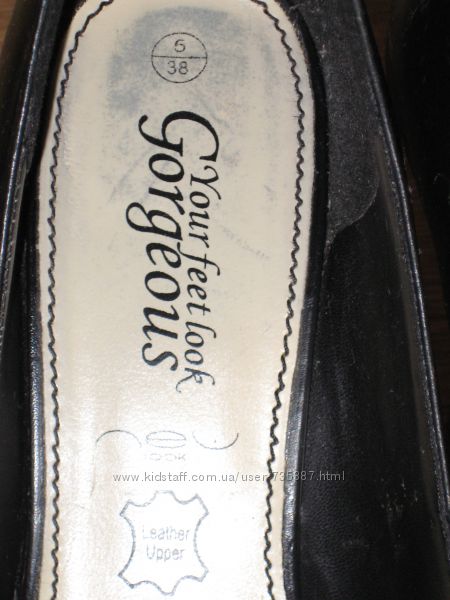 5
38
Your feet look
Gorgeous
www.kidstaff.com.ua/user-735887.html
Leather
Upper